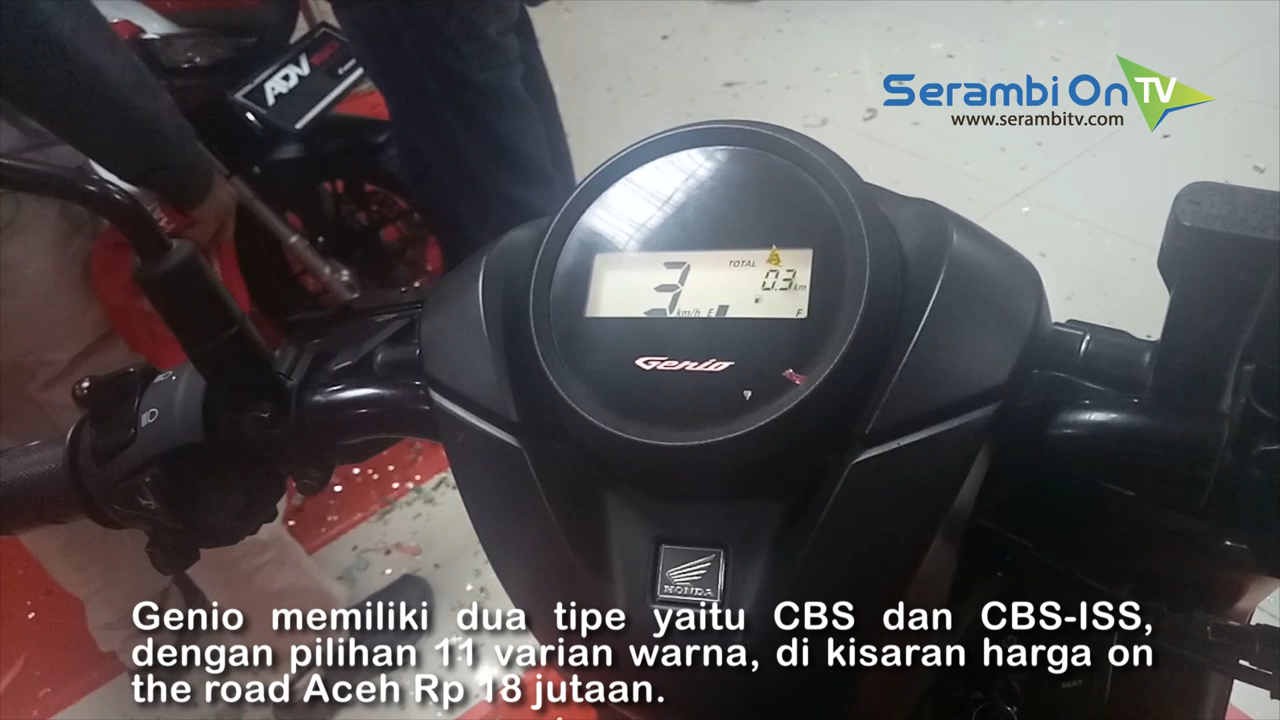 ADV
Serambi On TV
www.serambitv.com
TOTAL
0.3 km
3
km/h E F
Genio
HONDA
Genio memiliki dua tipe yaitu CBS dan CBS-ISS,
dengan pilihan 11 varian warna, di kisaran harga on
the road Aceh Rp 18 jutaan.